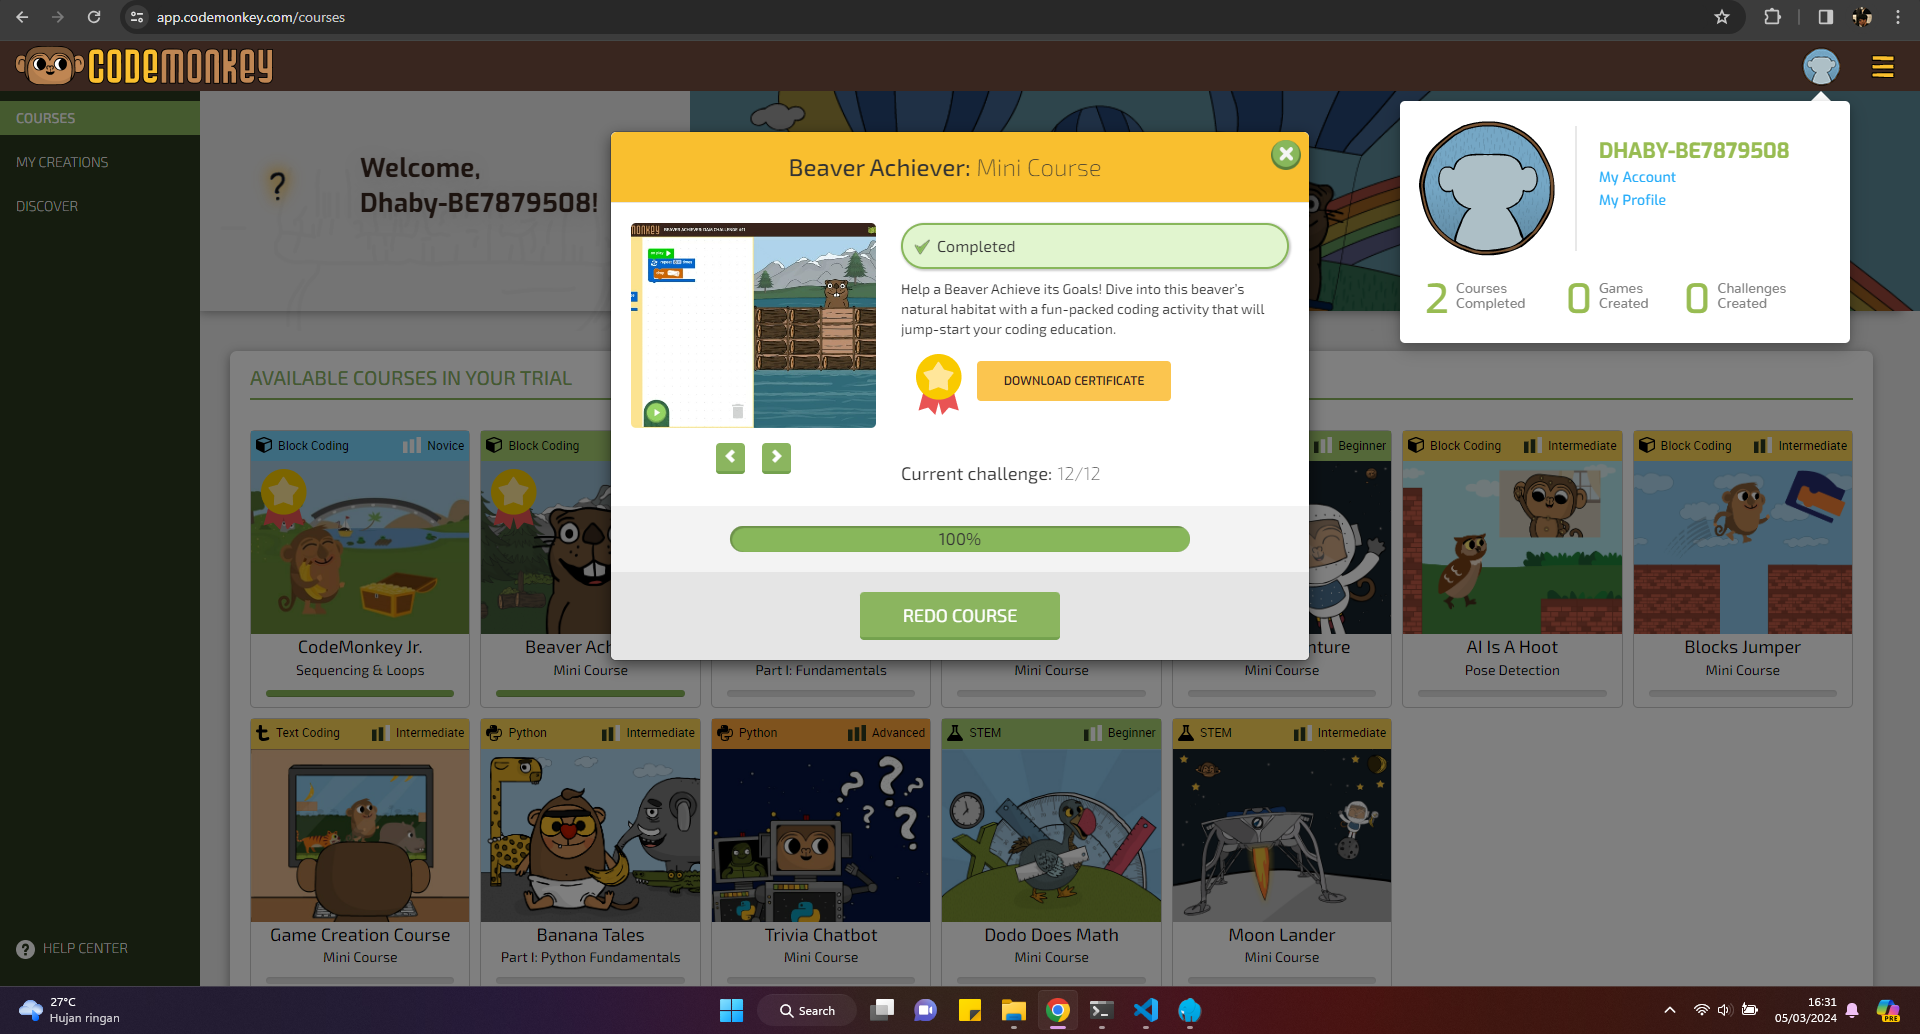 app.codemonkey.com/courses
CODEMONKEY
COURSES
MY CREATIONS
DISCOVER
HELP CENTER
?
Welcome,
Dhaby-BE7879508!
DHABY-BE7879508
My Account
My Profile
2 Courses Completed
0 Games Created
0 Challenges Created
Beaver Achiever: Mini Course
Completed
Help a Beaver Achieve its Goals! Dive into this beaver's
natural habitat with a fun-packed coding activity that will
jump-start your coding education.
DOWNLOAD CERTIFICATE
Current challenge: 12/12
100%
REDO COURSE
AVAILABLE COURSES IN YOUR TRIAL
Block Coding Novice
CodeMonkey Jr.
Sequencing & Loops
Block Coding
Beaver Ach
Mini Course
Part I: Fundamentals
Mini Course
Beginner
nture
Mini Course
Block Coding Intermediate
AI Is A Hoot
Pose Detection
Block Coding Intermediate
Blocks Jumper
Mini Course
Text Coding Intermediate
Game Creation Course
Mini Course
Python Intermediate
Banana Tales
Part I: Python Fundamentals
Python Advanced
Trivia Chatbot
Mini Course
STEM Beginner
Dodo Does Math
Mini Course
STEM Intermediate
Moon Lander
Mini Course
27°C
Hujan ringan
Search
16:31
05/03/2024
PRE